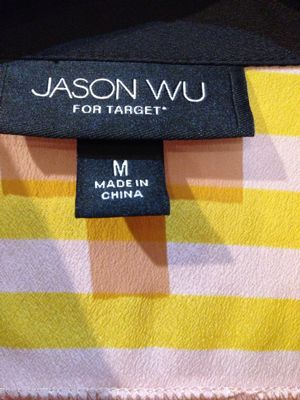 JASON WU
FOR TARGET*
M
MADE IN
CHINA